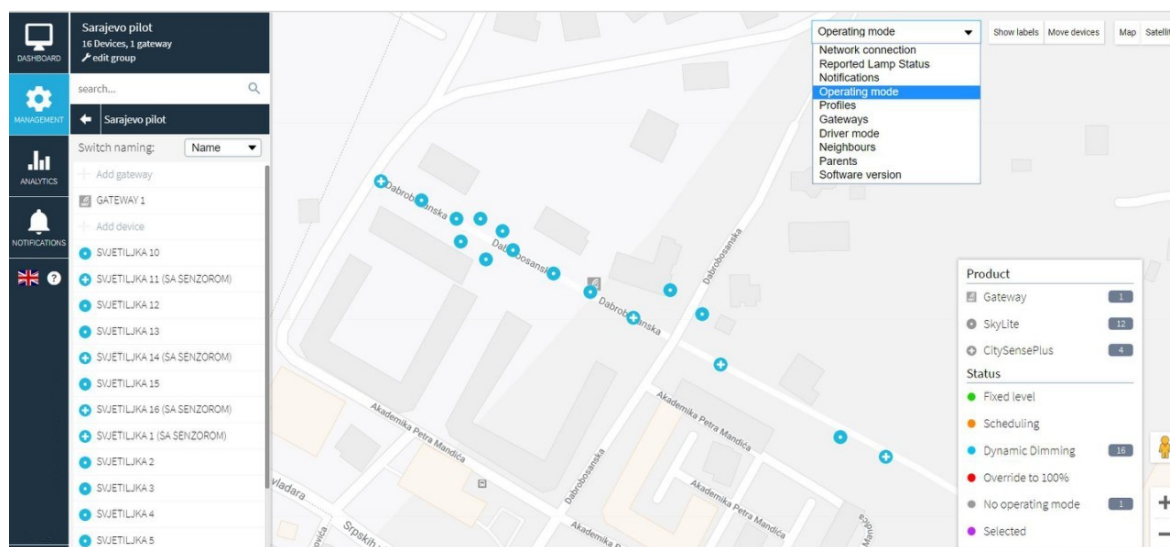 DASHBOARD
MANAGEMENT
ANALYTICS
NOTIFICATIONS
?
Sarajevo pilot
16 Devices, 1 gateway
edit group
search...
Sarajevo pilot
Switch naming: Name
Add gateway
GATEWAY 1
Add device
SVJETILJKA 10
SVJETILJKA 11 (SA SENZOROM)
SVJETILJKA 12
SVJETILJKA 13
SVJETILJKA 14 (SA SENZOROM)
SVJETILJKA 15
SVJETILJKA 16 (SA SENZOROM)
SVJETILJKA 1 (SA SENZOROM)
SVJETILJKA 2
SVJETILJKA 3
SVJETILJKA 4
SVJETILJKA 5
Operating mode
Show labels Move devices Map
Network connection
Reported Lamp Status
Notifications
Operating mode
Profiles
Gateways
Driver mode
Neighbours
Parents
Software version
Dabrobosanska
Dabrobosanska
Dabrobosanska
Dabrobosanska
Dabrobosanska
Akademika Petra Mandića
Akademika Petra Mandića
Akademika Petra Mandića
vladara
Srpskih
Akademika
Mandića
Product
Gateway 1
SkyLite 12
CitySensePlus 4
Status
Fixed level
Scheduling
Dynamic Dimming 16
Override to 100%
No operating mode 1
Selected